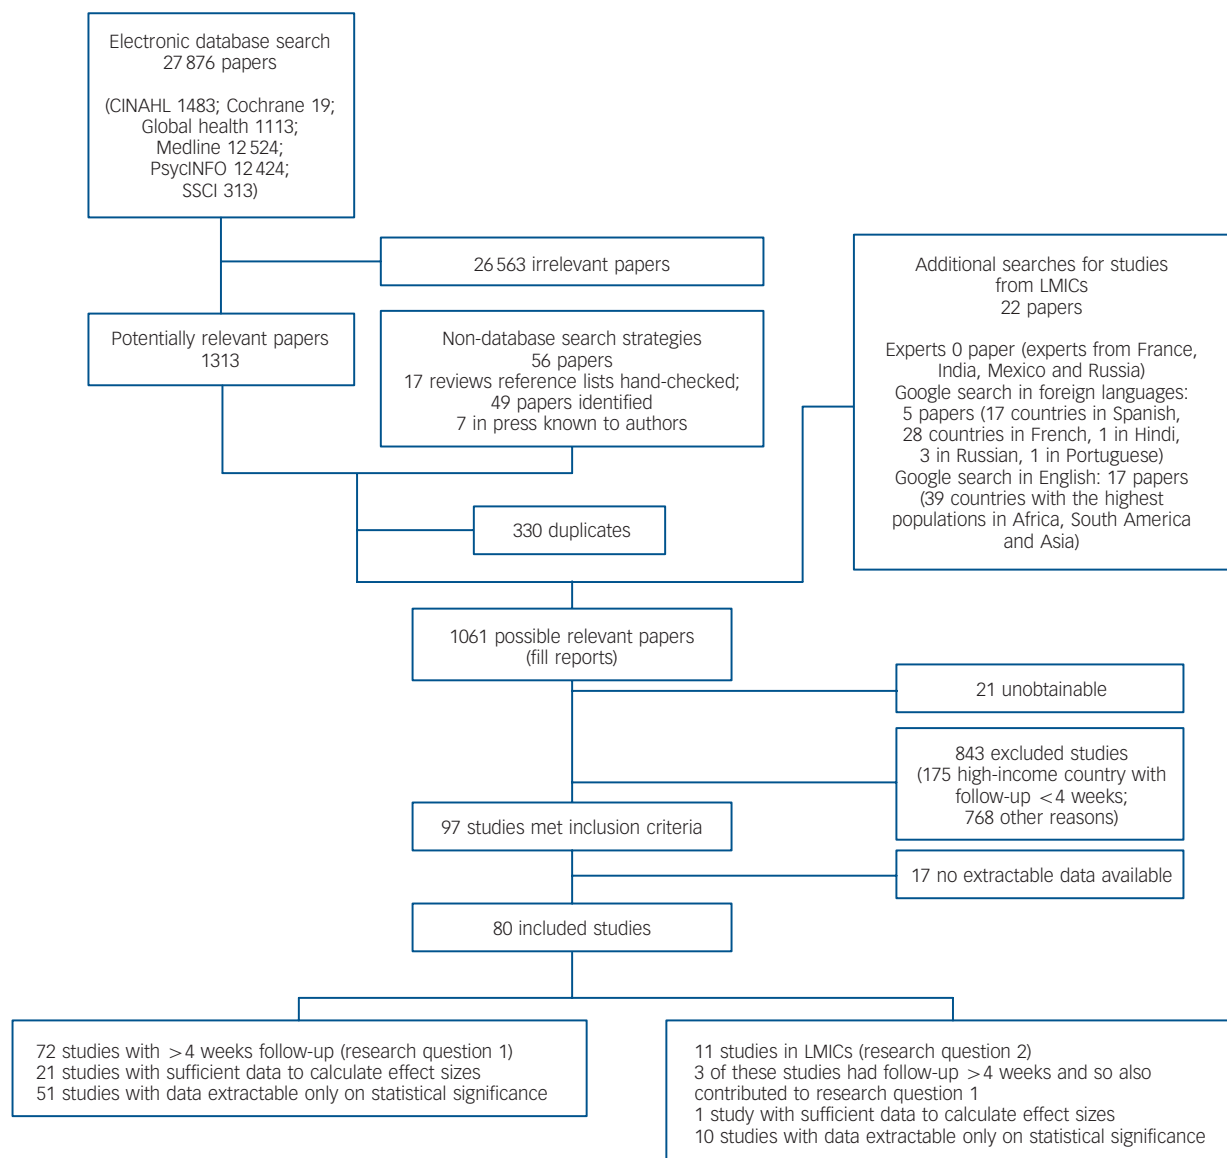 Electronic database search
27 876 papers
(CINAHL 1483; Cochrane 19;
Global health 1113;
Medline 12 524;
PsycINFO 12 424;
SSCI 313)
26 563 irrelevant papers
Potentially relevant papers
1313
Non-database search strategies
56 papers
17 reviews reference lists hand-checked;
49 papers identified
7 in press known to authors
Additional searches for studies
from LMICs
22 papers
Experts 0 paper (experts from France,
India, Mexico and Russia)
Google search in foreign languages:
5 papers (17 countries in Spanish,
28 countries in French, 1 in Hindi,
3 in Russian, 1 in Portuguese)
Google search in English: 17 papers
(39 countries with the highest
populations in Africa, South America
and Asia)
330 duplicates
1061 possible relevant papers
(fill reports)
21 unobtainable
843 excluded studies
(175 high-income country with
follow-up <4 weeks;
768 other reasons)
97 studies met inclusion criteria
17 no extractable data available
80 included studies
72 studies with >4 weeks follow-up (research question 1)
21 studies with sufficient data to calculate effect sizes
51 studies with data extractable only on statistical significance
11 studies in LMICs (research question 2)
3 of these studies had follow-up >4 weeks and so also
contributed to research question 1
1 study with sufficient data to calculate effect sizes
10 studies with data extractable only on statistical significance